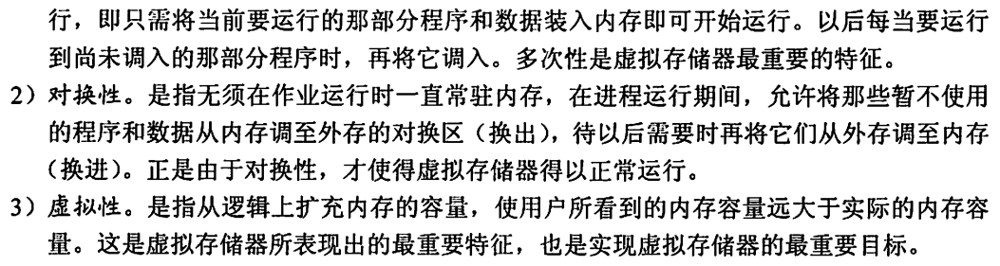 行，即只需将当前要运行的那部分程序和数据装入内存即可开始运行。以后每当要运行
到尚未调入的那部分程序时，再将它调入。多次性是虚拟存储器最重要的特征。
2）对换性。是指无须在作业运行时一直常驻内存，在进程运行期间，允许将那些暂不使用
的程序和数据从内存调至外存的对换区（换出），待以后需要时再将它们从外存调至内存
（换进）。正是由于对换性，才使得虚拟存储器得以正常运行。
3）虚拟性。是指从逻辑上扩充内存的容量，使用户所看到的内存容量远大于实际的内存容
量。这是虚拟存储器所表现出的最重要特征，也是实现虚拟存储器的最重要目标。